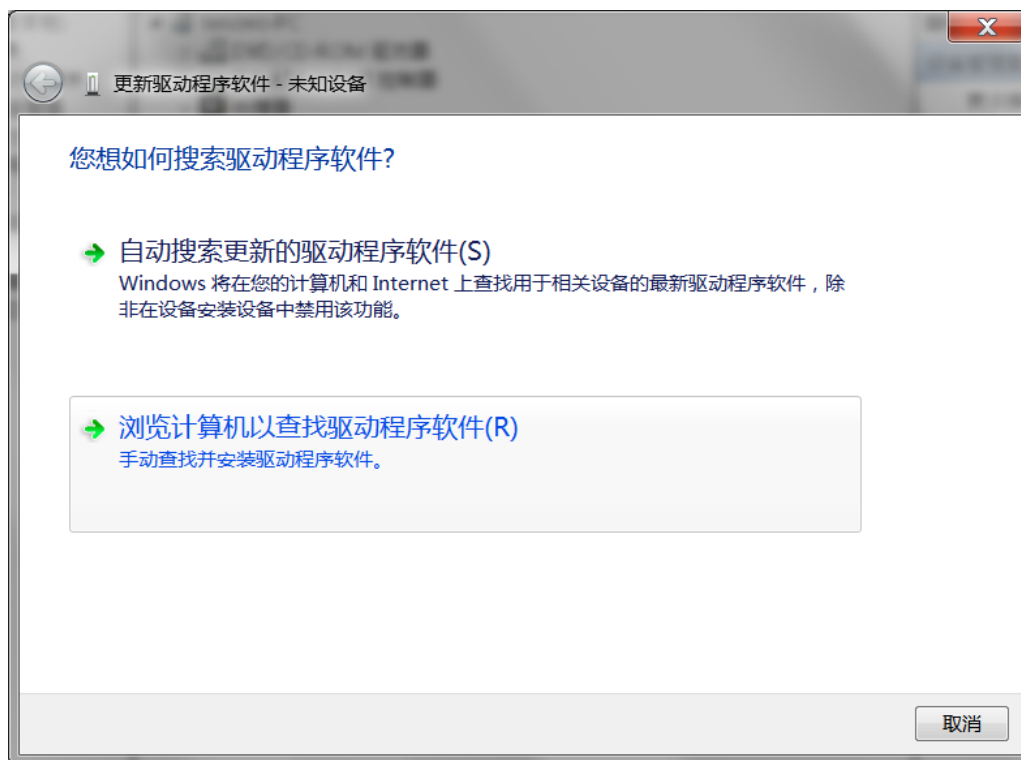 更新驱动程序软件 - 未知设备
您想如何搜索驱动程序软件?
自动搜索更新的驱动程序软件(S)
Windows 将在您的计算机和 Internet 上查找用于相关设备的最新驱动程序软件，除
非在设备安装设备中禁用该功能。
浏览计算机以查找驱动程序软件(R)
手动查找并安装驱动程序软件。
取消